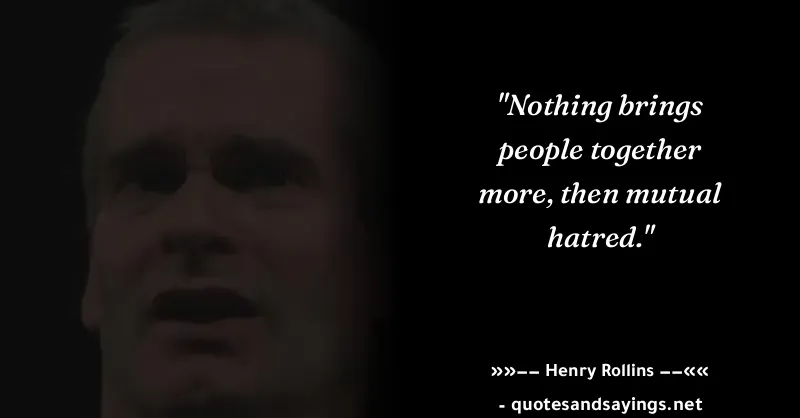 "Nothing brings
people together
more, then mutual
hatred."
»»−− Henry Rollins −−««
- quotesandsayings.net